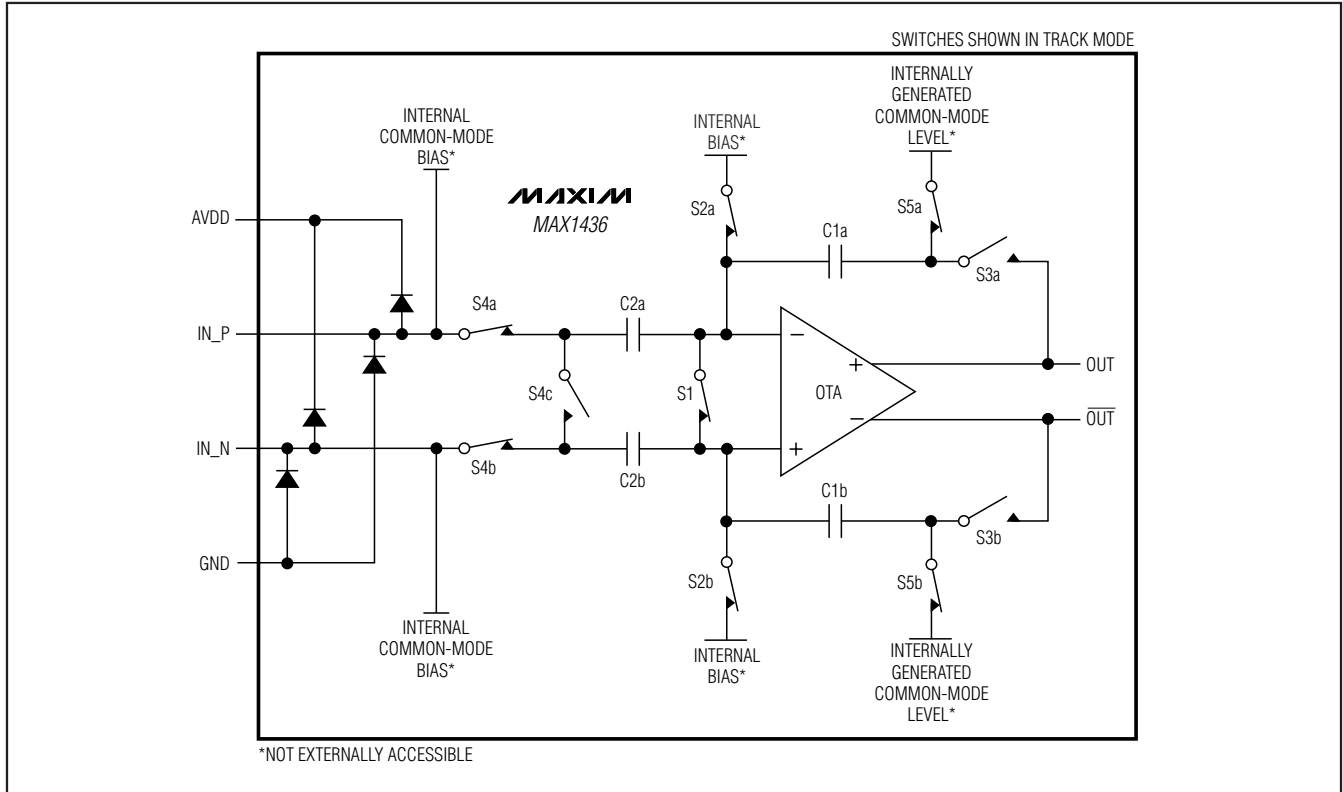 SWITCHES SHOWN IN TRACK MODE
INTERNAL
COMMON-MODE
BIAS*
INTERNAL
BIAS*
INTERNALLY
GENERATED
COMMON-MODE
LEVEL*
MAXIM
MAX1436
AVDD
S2a
S5a
C1a
S3a
IN_P
S4a
C2a
−
+
OUT
S4c
S1
OTA
−
OUT
IN_N
S4b
C2b
+
C1b
S3b
GND
S2b
S5b
INTERNAL
COMMON-MODE
BIAS*
INTERNAL
BIAS*
INTERNALLY
GENERATED
COMMON-MODE
LEVEL*
*NOT EXTERNALLY ACCESSIBLE